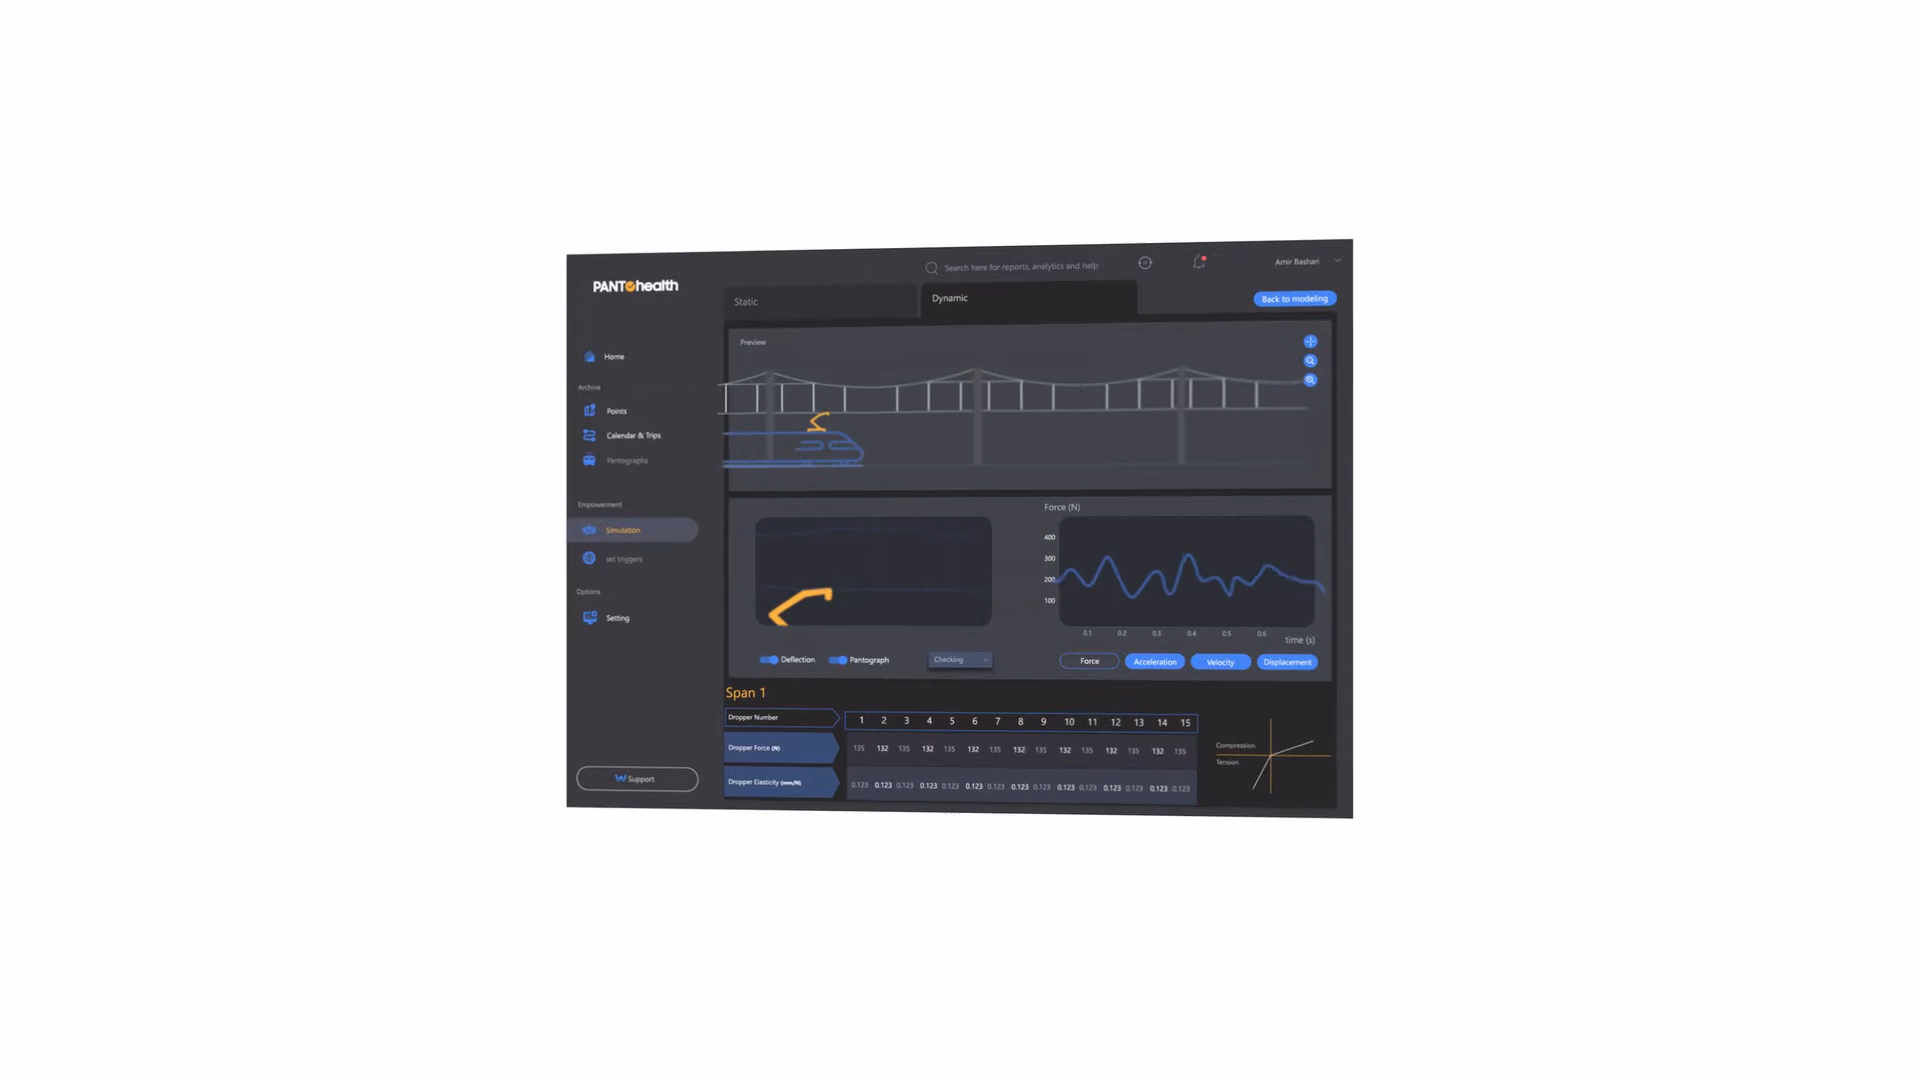 PANTOhealth
Search here for reports, analytics and help
Amir Bashari
Static
Dynamic
Back to modeling
Home
Archive
Points
Calendar & Trips
Pantographs
Empowerment
Simulation
set triggers
Options
Setting
Support
Preview
Force (N)
400
300
200
100
0.1 0.2 0.3 0.4 0.5 0.6
time (s)
Deflection
Pantograph
Checking
Force
Acceleration
Velocity
Displacement
Span 1
Dropper Number
1 2 3 4 5 6 7 8 9 10 11 12 13 14 15
Dropper Force (N)
135 132 135 132 135 132 135 132 135 132 135 132 135 132 135
Dropper Elasticity (mm/N)
0.123 0.123 0.123 0.123 0.123 0.123 0.123 0.123 0.123 0.123 0.123 0.123 0.123 0.123 0.123
Compression
Tension